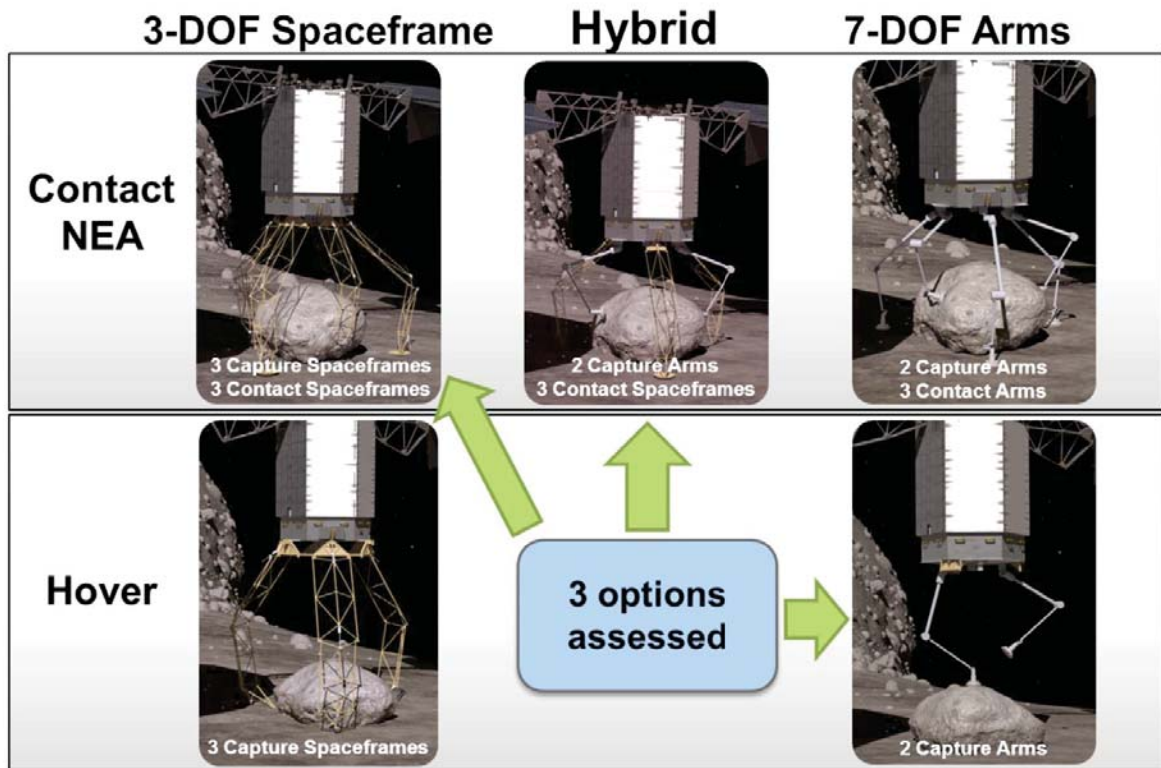 3-DOF Spaceframe
Hybrid
7-DOF Arms
Contact
NEA
3 Capture Spaceframes
3 Contact Spaceframes
2 Capture Arms
3 Contact Spaceframes
2 Capture Arms
3 Contact Arms
Hover
3 Capture Spaceframes
3 options
assessed
2 Capture Arms